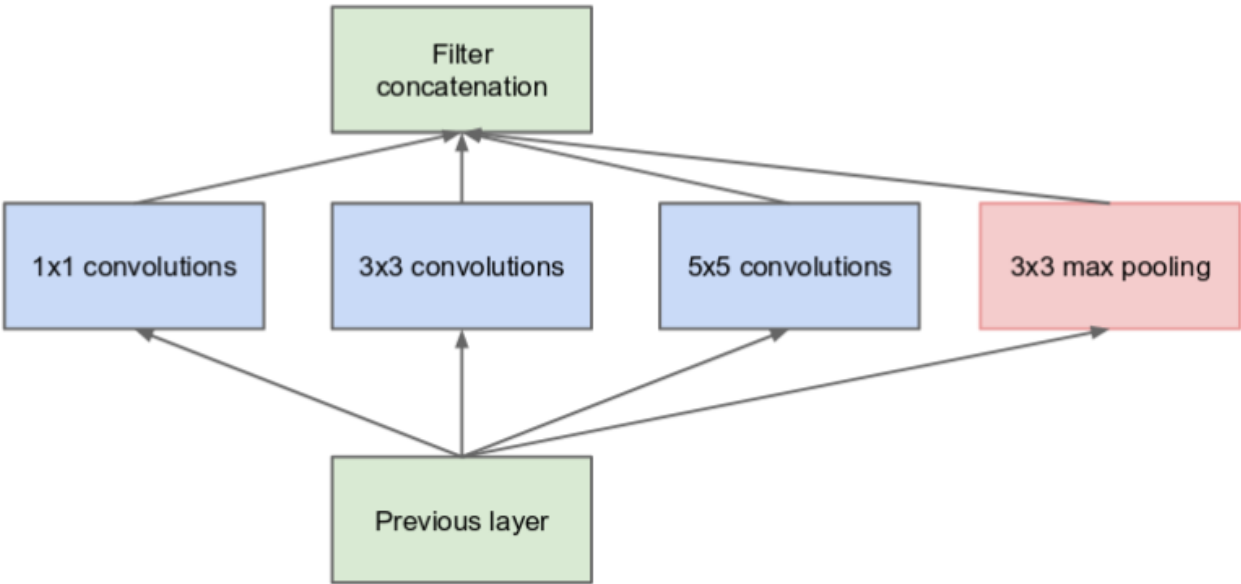 Filter
concatenation
1x1 convolutions
3x3 convolutions
5x5 convolutions
3x3 max pooling
Previous layer